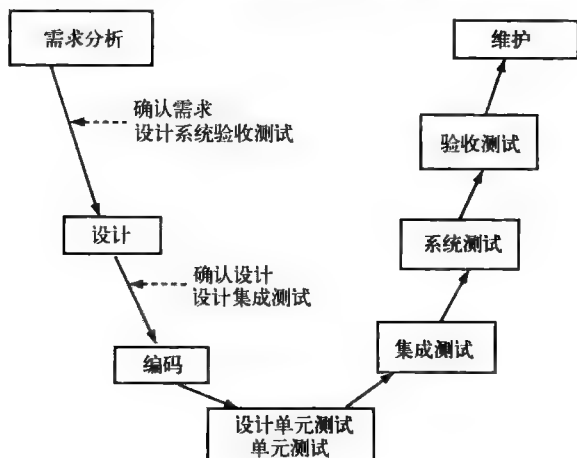 需求分析
确认需求
设计系统验收测试
设计
确认设计
设计集成测试
编码
设计单元测试
单元测试
集成测试
系统测试
验收测试
维护